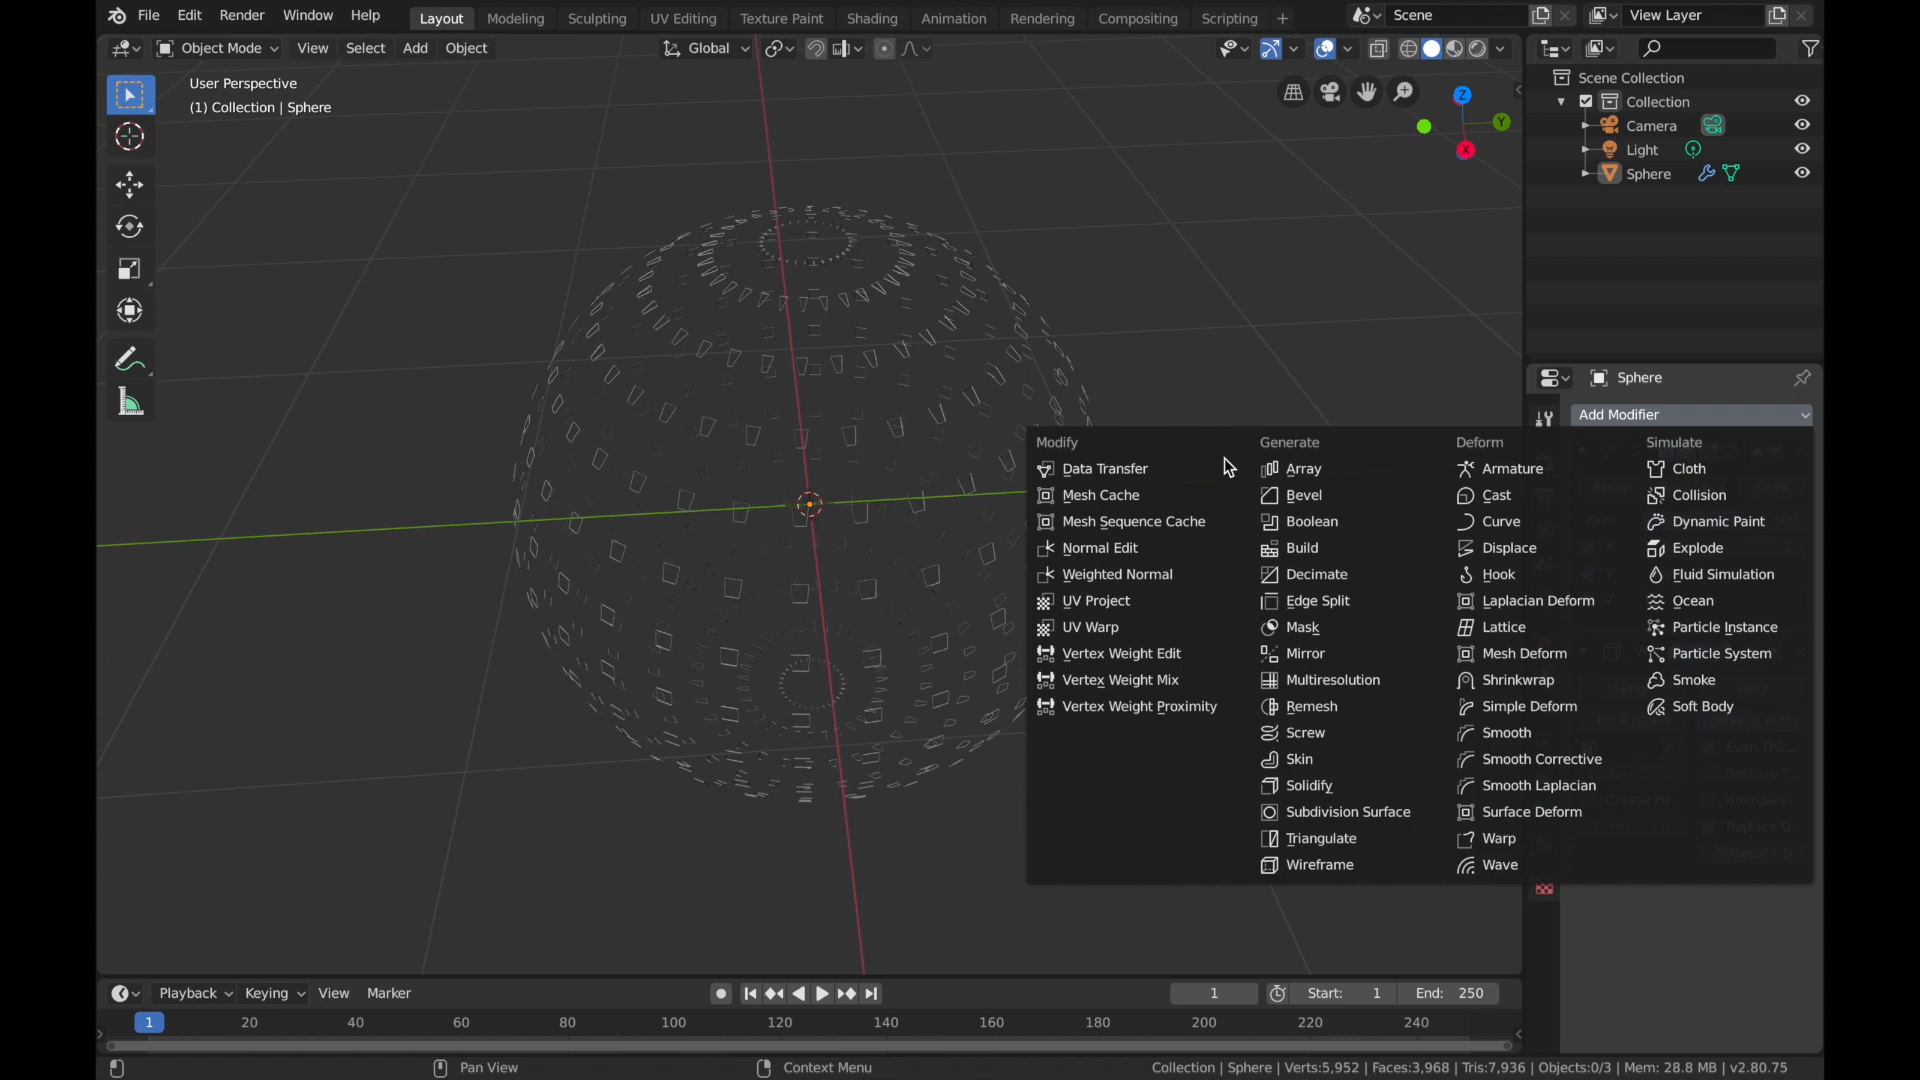 File Edit Render Window Help
Layout Modeling Sculpting UV Editing Texture Paint Shading Animation Rendering Compositing Scripting +
Scene
View Layer
Object Mode View Select Add Object
Global
User Perspective
(1) Collection | Sphere
Z
Y
X
Scene Collection
Collection
Camera
Light
Sphere
Sphere
Add Modifier
Modify
Data Transfer
Mesh Cache
Mesh Sequence Cache
Normal Edit
Weighted Normal
UV Project
UV Warp
Vertex Weight Edit
Vertex Weight Mix
Vertex Weight Proximity
Generate
Array
Bevel
Boolean
Build
Decimate
Edge Split
Mask
Mirror
Multiresolution
Remesh
Screw
Skin
Solidify
Subdivision Surface
Triangulate
Wireframe
Deform
Armature
Cast
Curve
Displace
Hook
Laplacian Deform
Lattice
Mesh Deform
Shrinkwrap
Simple Deform
Smooth
Smooth Corrective
Smooth Laplacian
Surface Deform
Warp
Wave
Simulate
Cloth
Collision
Dynamic Paint
Explode
Fluid Simulation
Ocean
Particle Instance
Particle System
Smoke
Soft Body
Even Thic...
Relative T...
Boundary
Replace O...
Playback Keying View Marker
1
Start: 1
End: 250
1 20 40 60 80 100 120 140 160 180 200 220 240
Pan View
Context Menu
Collection | Sphere | Verts:5,952 | Faces:3,968 | Tris:7,936 | Objects:0/3 | Mem: 28.8 MB | v2.80.75